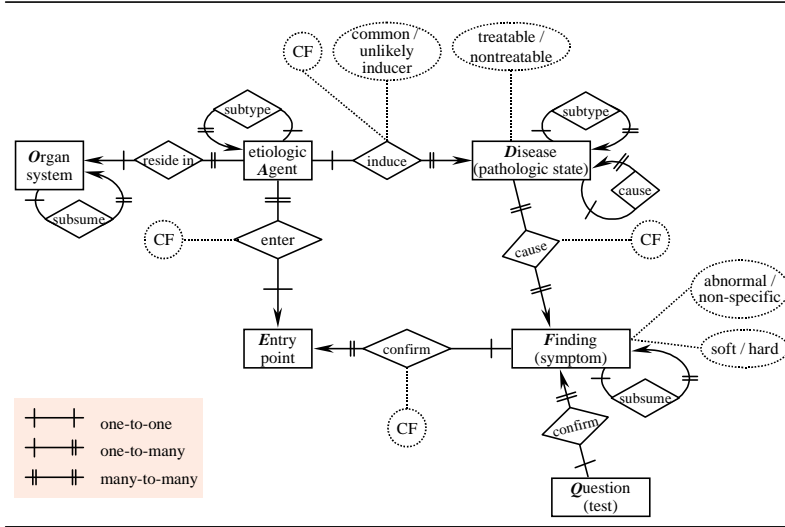 common /
unlikely
inducer
treatable /
nontreatable
CF
subtype
subtype
Organ
system
reside in
etiologic
Agent
induce
Disease
(pathologic state)
cause
subsume
CF
enter
cause
CF
abnormal /
non-specific
Entry
point
confirm
Finding
(symptom)
soft / hard
subsume
CF
confirm
one-to-one
one-to-many
many-to-many
Question
(test)